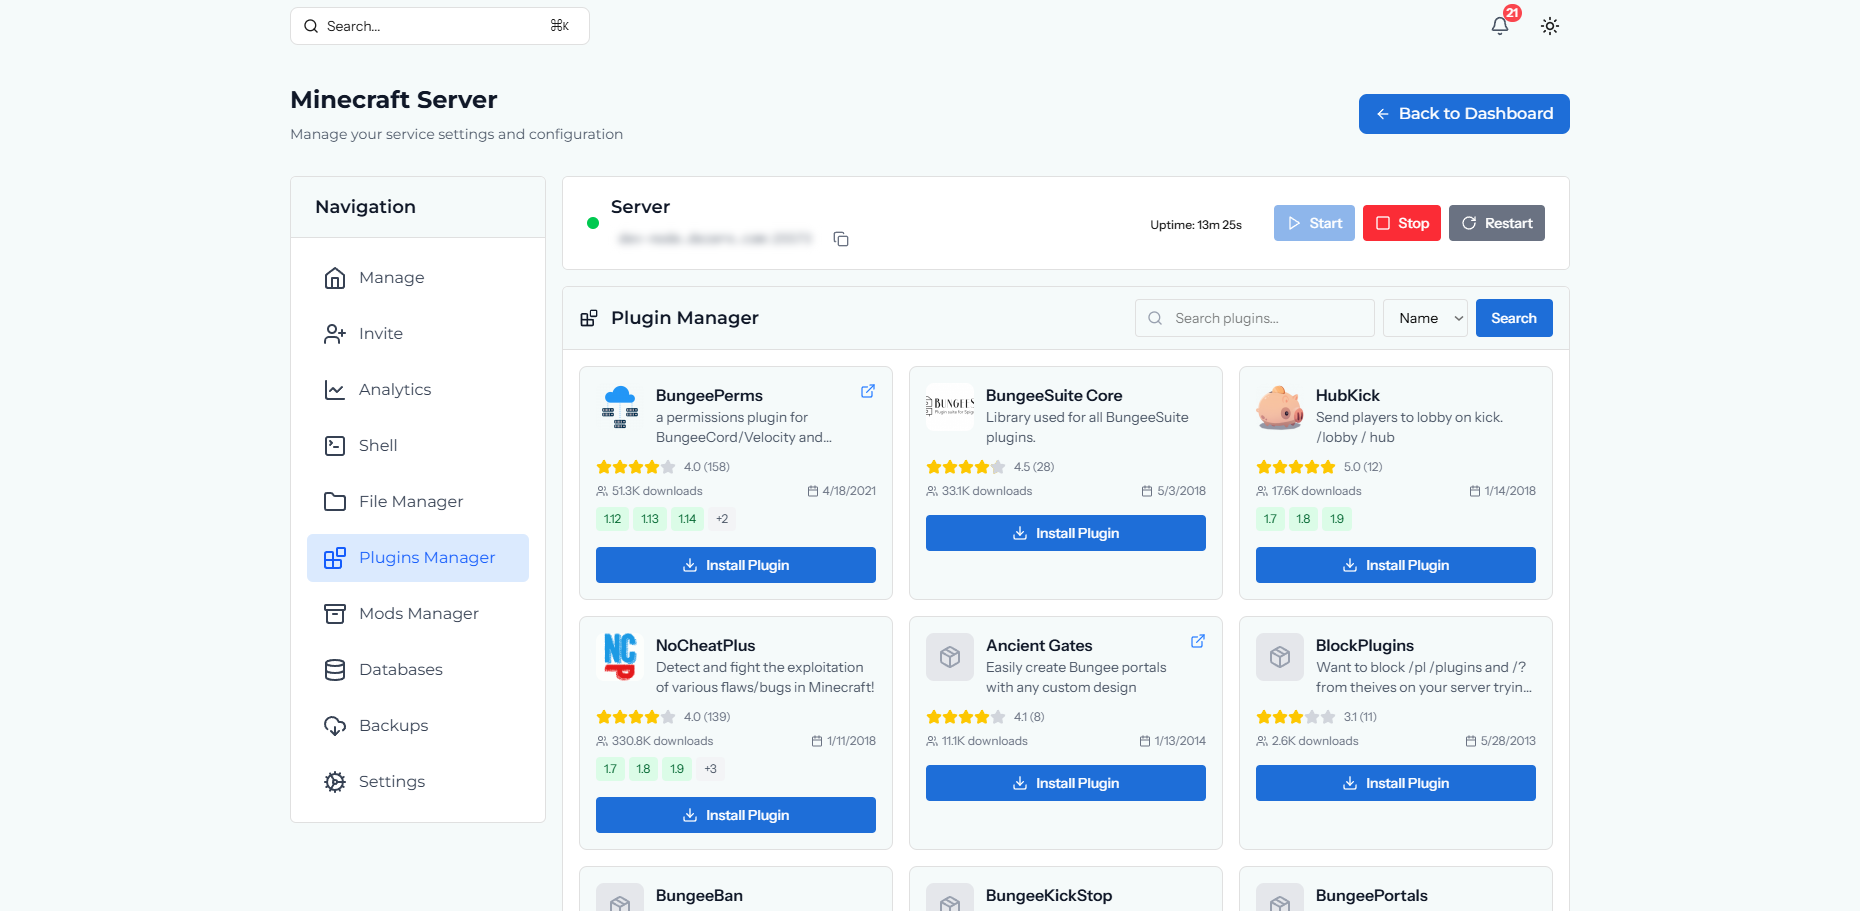 Search...
⌘K
21
Minecraft Server
Manage your service settings and configuration
Back to Dashboard
Navigation
Manage
Invite
Analytics
Shell
File Manager
Plugins Manager
Mods Manager
Databases
Backups
Settings
Server
Uptime: 13m 25s
Start
Stop
Restart
Plugin Manager
Search plugins...
Name
Search
BungeePerms
a permissions plugin for
BungeeCord/Velocity and...
4.0 (158)
51.3K downloads
4/18/2021
1.12 1.13 1.14 +2
Install Plugin
BungeeSuite Core
Library used for all BungeeSuite
plugins.
4.5 (28)
33.1K downloads
5/3/2018
Install Plugin
HubKick
Send players to lobby on kick.
/lobby / hub
5.0 (12)
17.6K downloads
1/14/2018
1.7 1.8 1.9
Install Plugin
NCP
NoCheatPlus
Detect and fight the exploitation
of various flaws/bugs in Minecraft!
4.0 (139)
330.8K downloads
1/11/2018
1.7 1.8 1.9 +3
Install Plugin
Ancient Gates
Easily create Bungee portals
with any custom design
4.1 (8)
11.1K downloads
1/13/2014
Install Plugin
BlockPlugins
Want to block /pl /plugins and /?
from theives on your server tryin...
3.1 (11)
2.6K downloads
5/28/2013
Install Plugin
BungeeBan
BungeeKickStop
BungeePortals